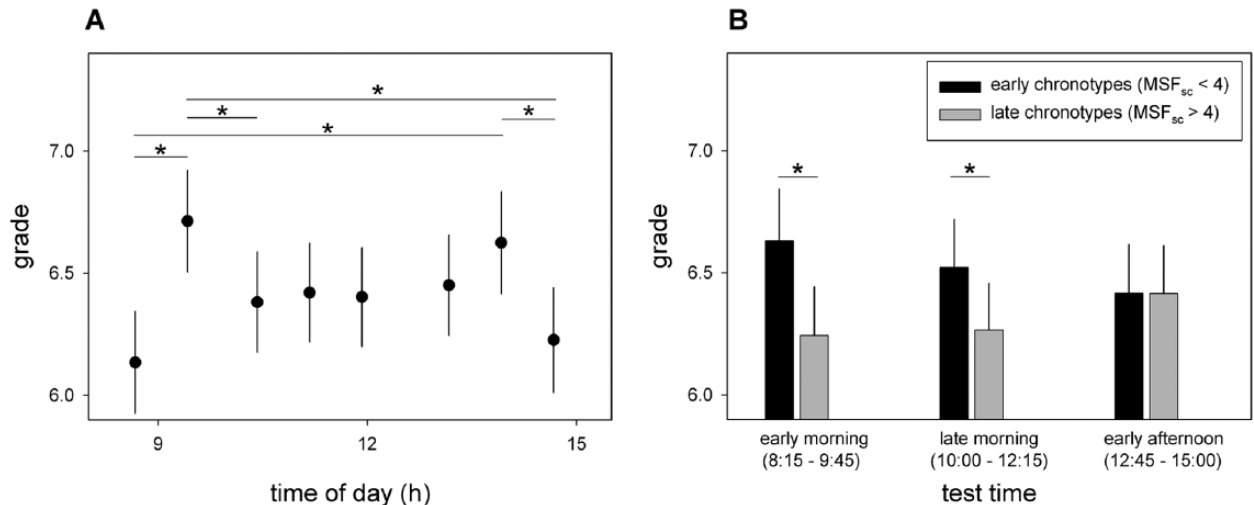 A
grade
7.0
6.5
6.0
*
*
*
*
*
9
12
15
time of day (h)
B
early chronotypes (MSFsc < 4)
late chronotypes (MSFsc > 4)
grade
7.0
6.5
6.0
*
*
early morning
(8:15 - 9:45)
late morning
(10:00 - 12:15)
early afternoon
(12:45 - 15:00)
test time